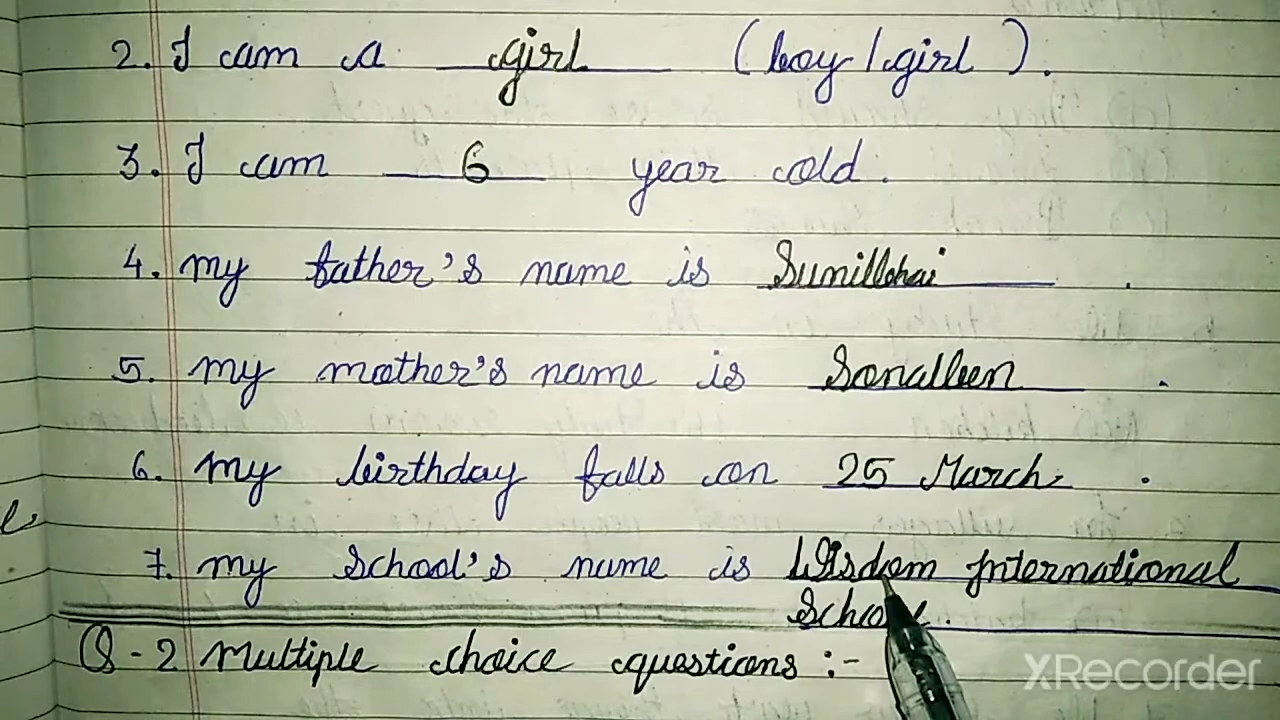 2. I am a girl (boy/girl).
3. I am 6 year old.
4. my father's name is Sunilbhai .
5. my mother's name is Sonalben .
6. my birthday falls on 25 March .
7. my school's name is Wisdom International
School.
Q-2 Multiple choice questions :-
XRecorder